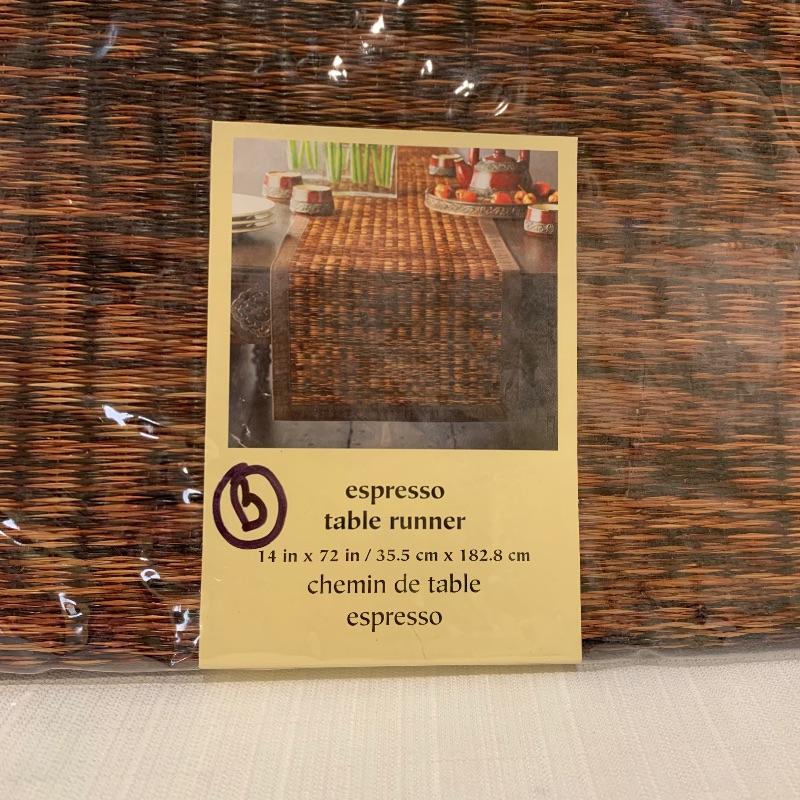 B
espresso
table runner
14 in x 72 in / 35.5 cm x 182.8 cm
chemin de table
espresso